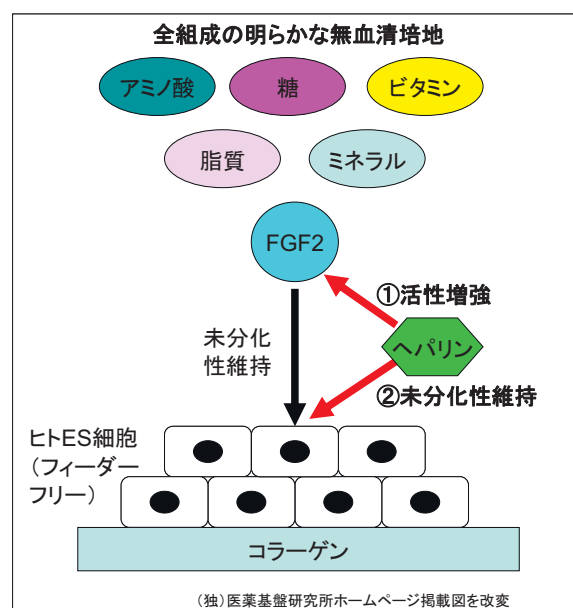 全組成の明らかな無血清培地
アミノ酸
糖
ビタミン
脂質
ミネラル
FGF2
①活性増強
未分化
性維持
ヘパリン
②未分化性維持
ヒトES細胞
（フィーダー
フリー）
コラーゲン
（独）医薬基盤研究所ホームページ掲載図を改変